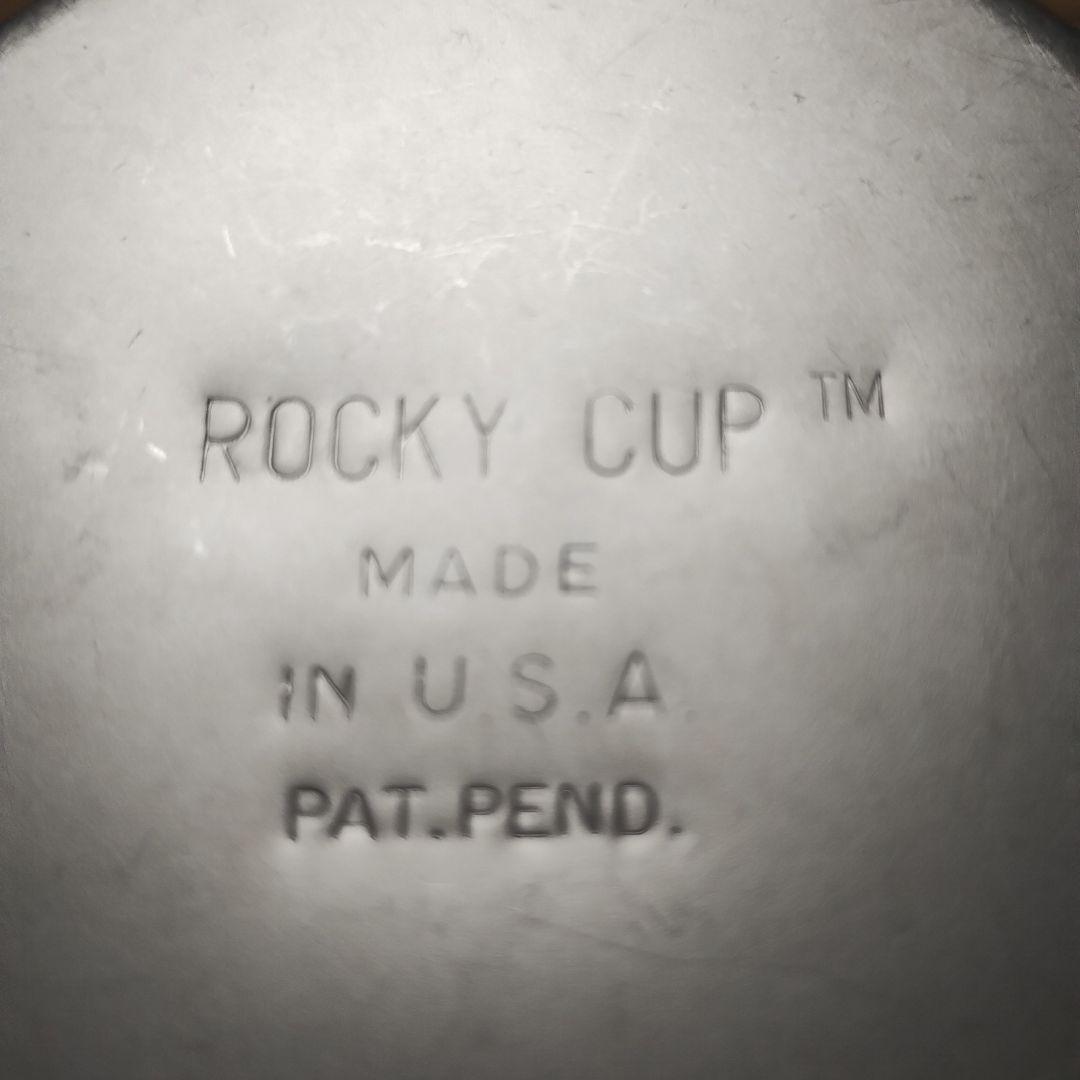 ROCKY CUP ™
MADE
IN U.S.A.
PAT.PEND.